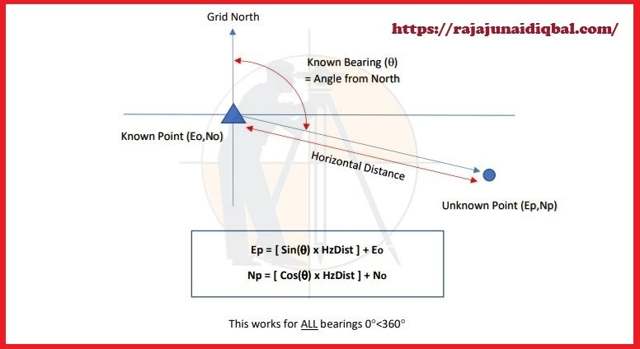 Grid North
https://rajajunaidiqbal.com/
Known Bearing (θ)
= Angle from North
Known Point (Eo,No)
Horizontal Distance
Unknown Point (Ep,Np)
Ep = [ Sin(θ) x HzDist ] + Eo
Np = [ Cos(θ) x HzDist ] + No
This works for ALL bearings 0°<360°